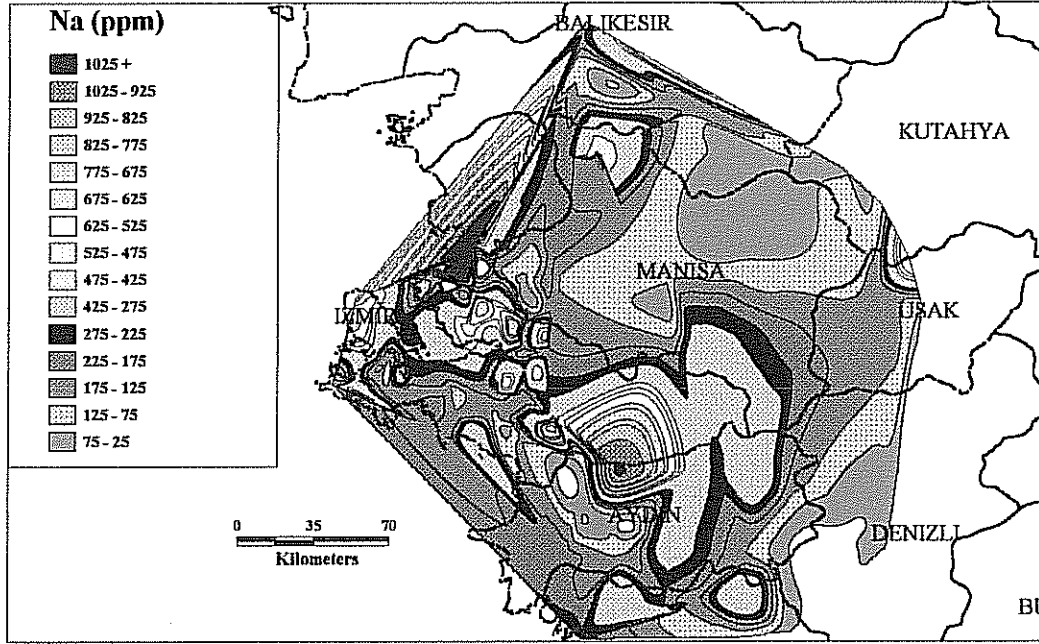 Na (ppm)
1025 +
1025 - 925
925 - 825
825 - 775
775 - 675
675 - 625
625 - 525
525 - 475
475 - 425
425 - 275
275 - 225
225 - 175
175 - 125
125 - 75
75 - 25
BALIKESIR
KUTAHYA
MANISA
IZMIR
USAK
AYDIN
DENIZLI
BU
0 35 70
Kilometers